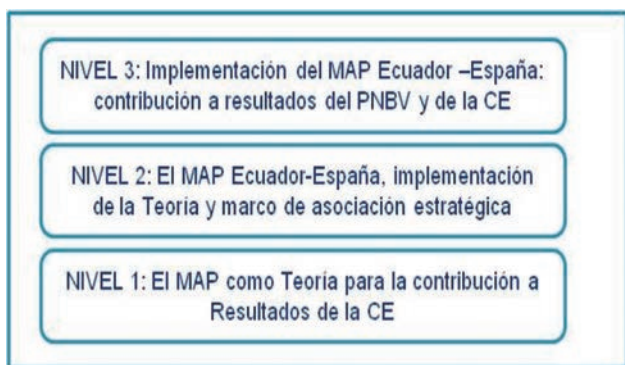 NIVEL 3: Implementación del MAP Ecuador –España:
contribución a resultados del PNBV y de la CE
NIVEL 2: El MAP Ecuador-España, implementación
de la Teoría y marco de asociación estratégica
NIVEL 1: El MAP como Teoría para la contribución a
Resultados de la CE